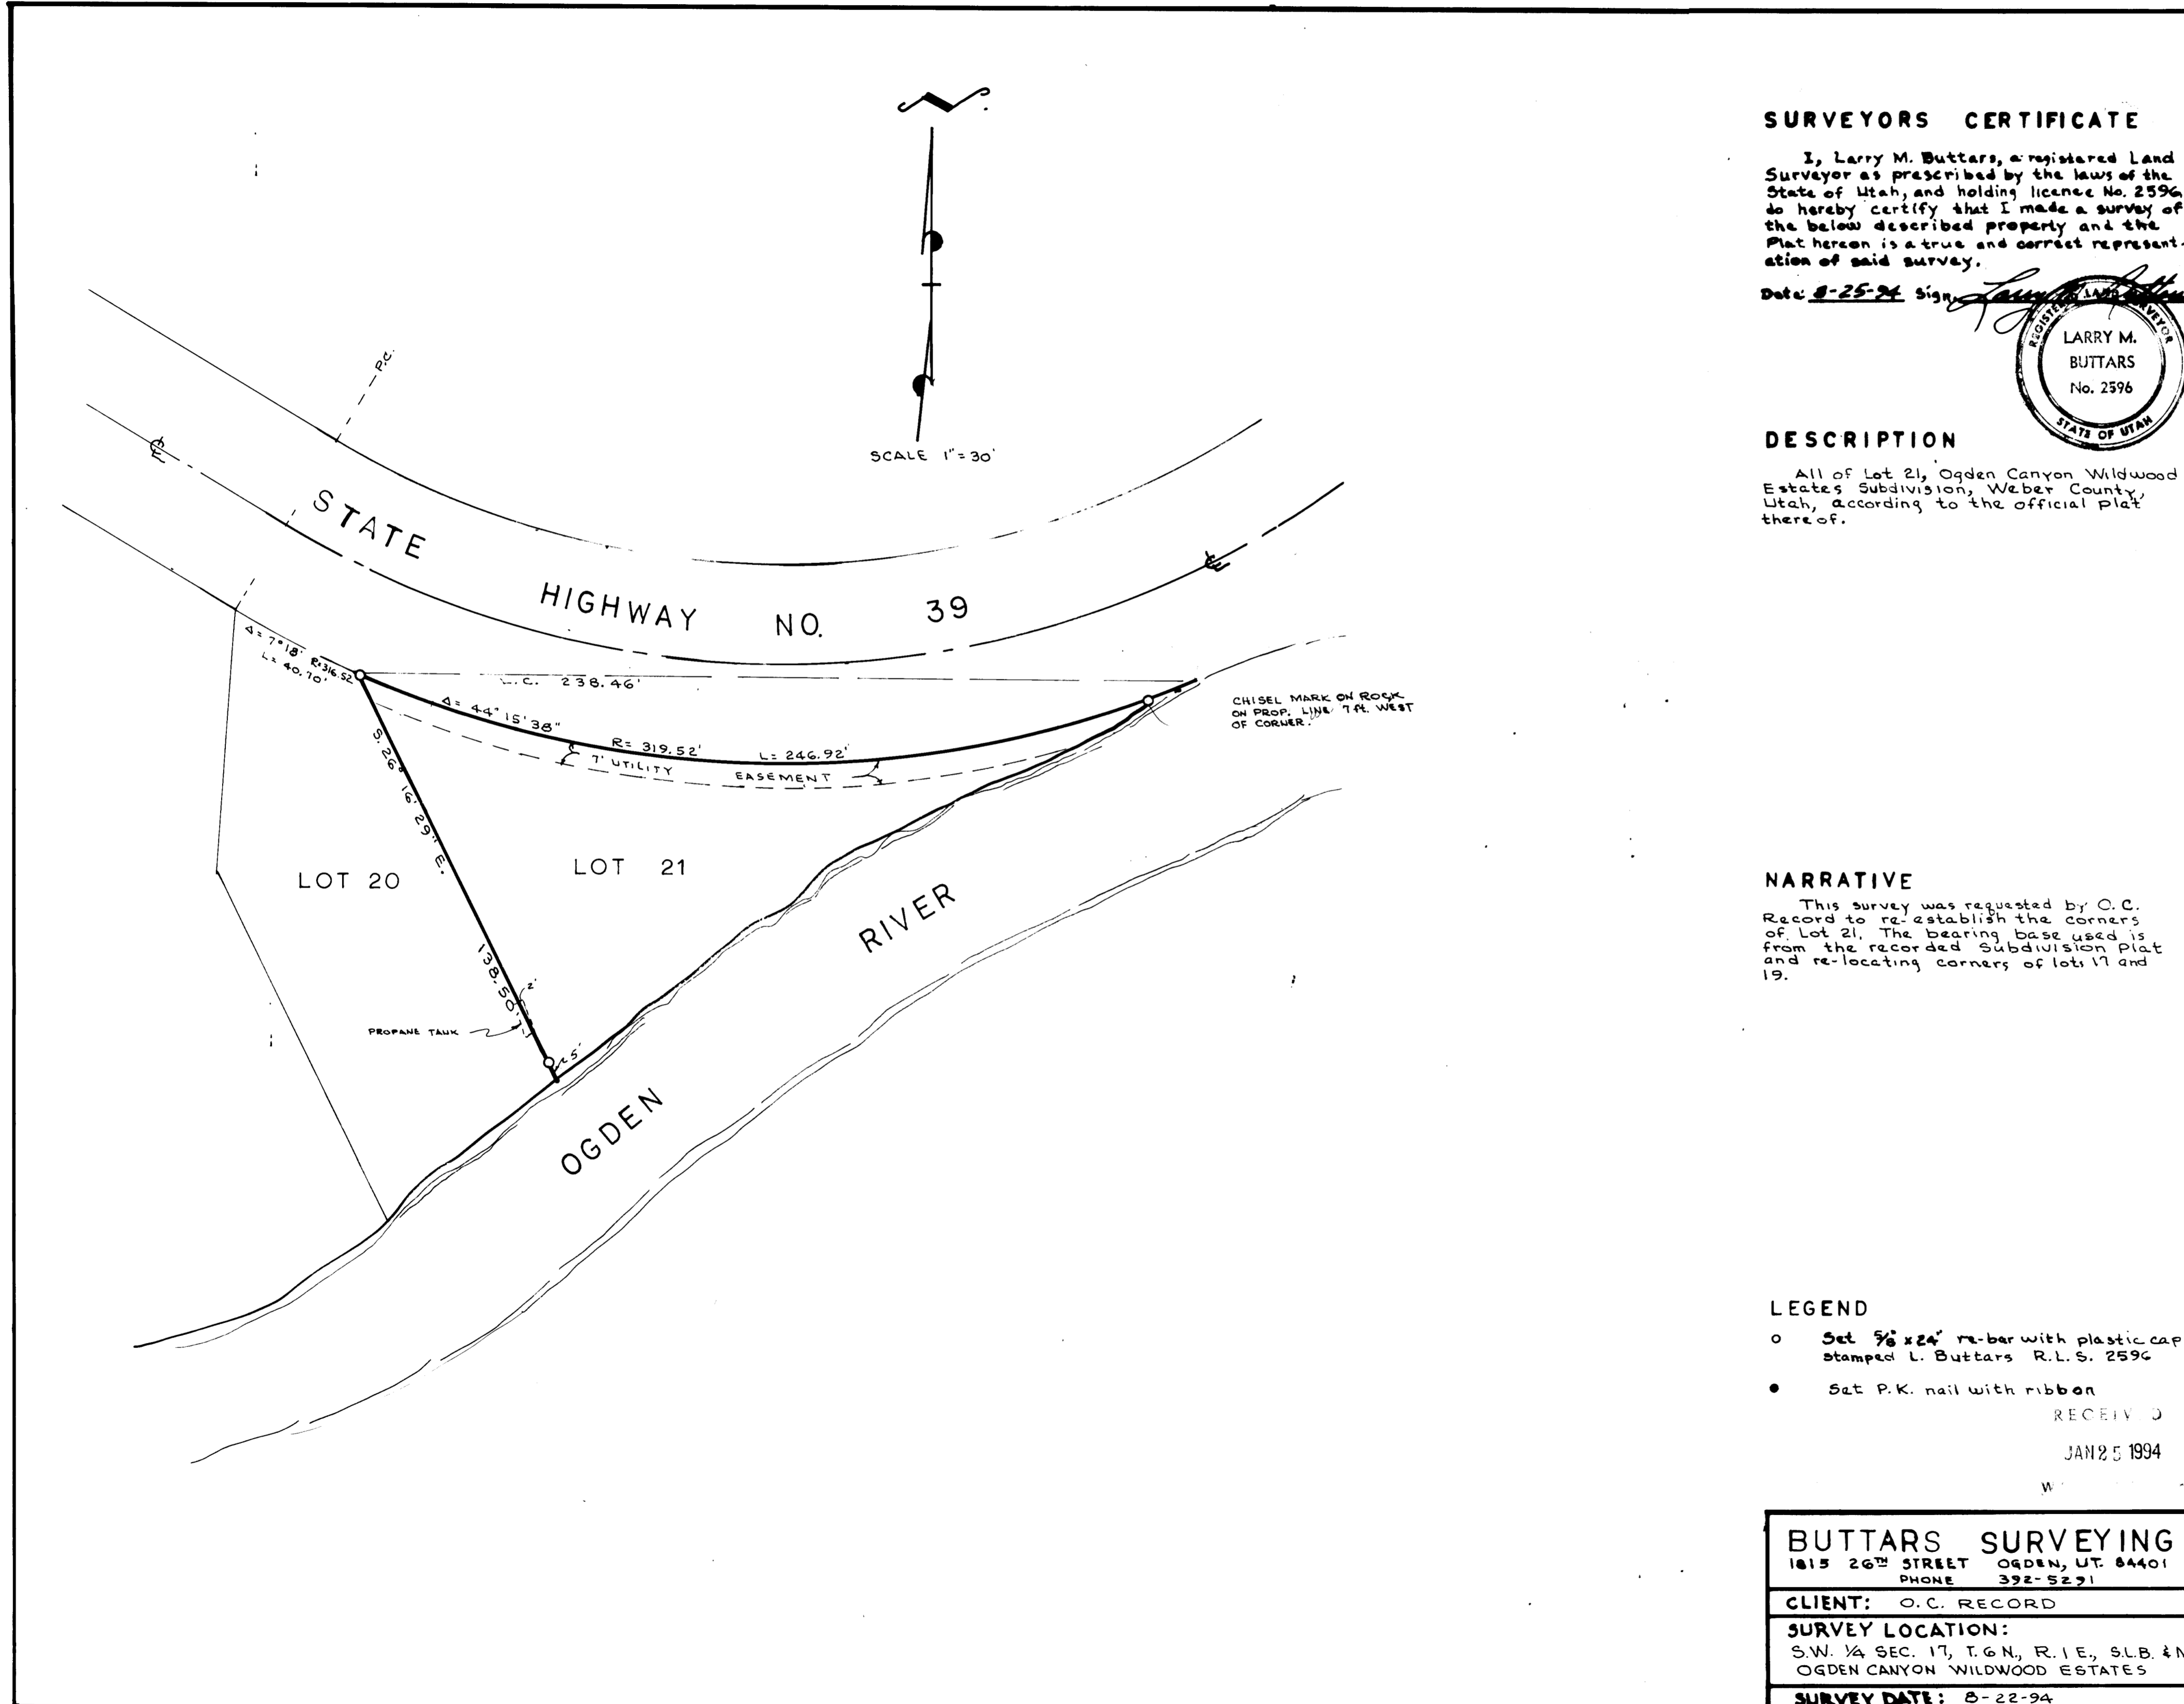 N.
SCALE 1"=30'
P.C.
STATE
HIGHWAY NO. 39
Δ= 7°18' R=316.52
L= 40.70'
L.C. 238.46'
Δ= 44°15'38"
R= 319.52' L= 246.92'
7' UTILITY EASEMENT
CHISEL MARK ON ROCK
ON PROP. LINE 7 ft. WEST
OF CORNER.
S. 26° 16' 29" E.
138.50'
LOT 20
LOT 21
2'
PROPANE TANK
5'
OGDEN RIVER
SURVEYORS CERTIFICATE
I, Larry M. Buttars, a registered Land
Surveyor as prescribed by the laws of the
State of Utah, and holding licence No. 2596,
do hereby certify that I made a survey of
the below described property and the
Plat hereon is a true and correct represent-
ation of said survey.
Date: 8-25-94 Sign.
REGISTERED LAND SURVEYOR
LARRY M.
BUTTARS
No. 2596
STATE OF UTAH
DESCRIPTION
All of Lot 21, Ogden Canyon Wildwood
Estates Subdivision, Weber County,
Utah, according to the official plat
there of.
NARRATIVE
This survey was requested by O.C.
Record to re-establish the corners
of Lot 21. The bearing base used is
from the recorded Subdivision Plat
and re-locating corners of lots 17 and
19.
LEGEND
Set 5/8" x 24" re-bar with plastic cap
stamped L. Buttars R.L.S. 2596
Set P.K. nail with ribbon
RECEIV D
JAN 25 1994
W
BUTTARS SURVEYING
1815 26TH STREET OGDEN, UT. 84401
PHONE 392-5291
CLIENT: O.C. RECORD
SURVEY LOCATION:
S.W. 1/4 SEC. 17, T. 6 N., R. 1 E., S.L.B. &
OGDEN CANYON WILDWOOD ESTATES
SURVEY DATE: 8-22-94